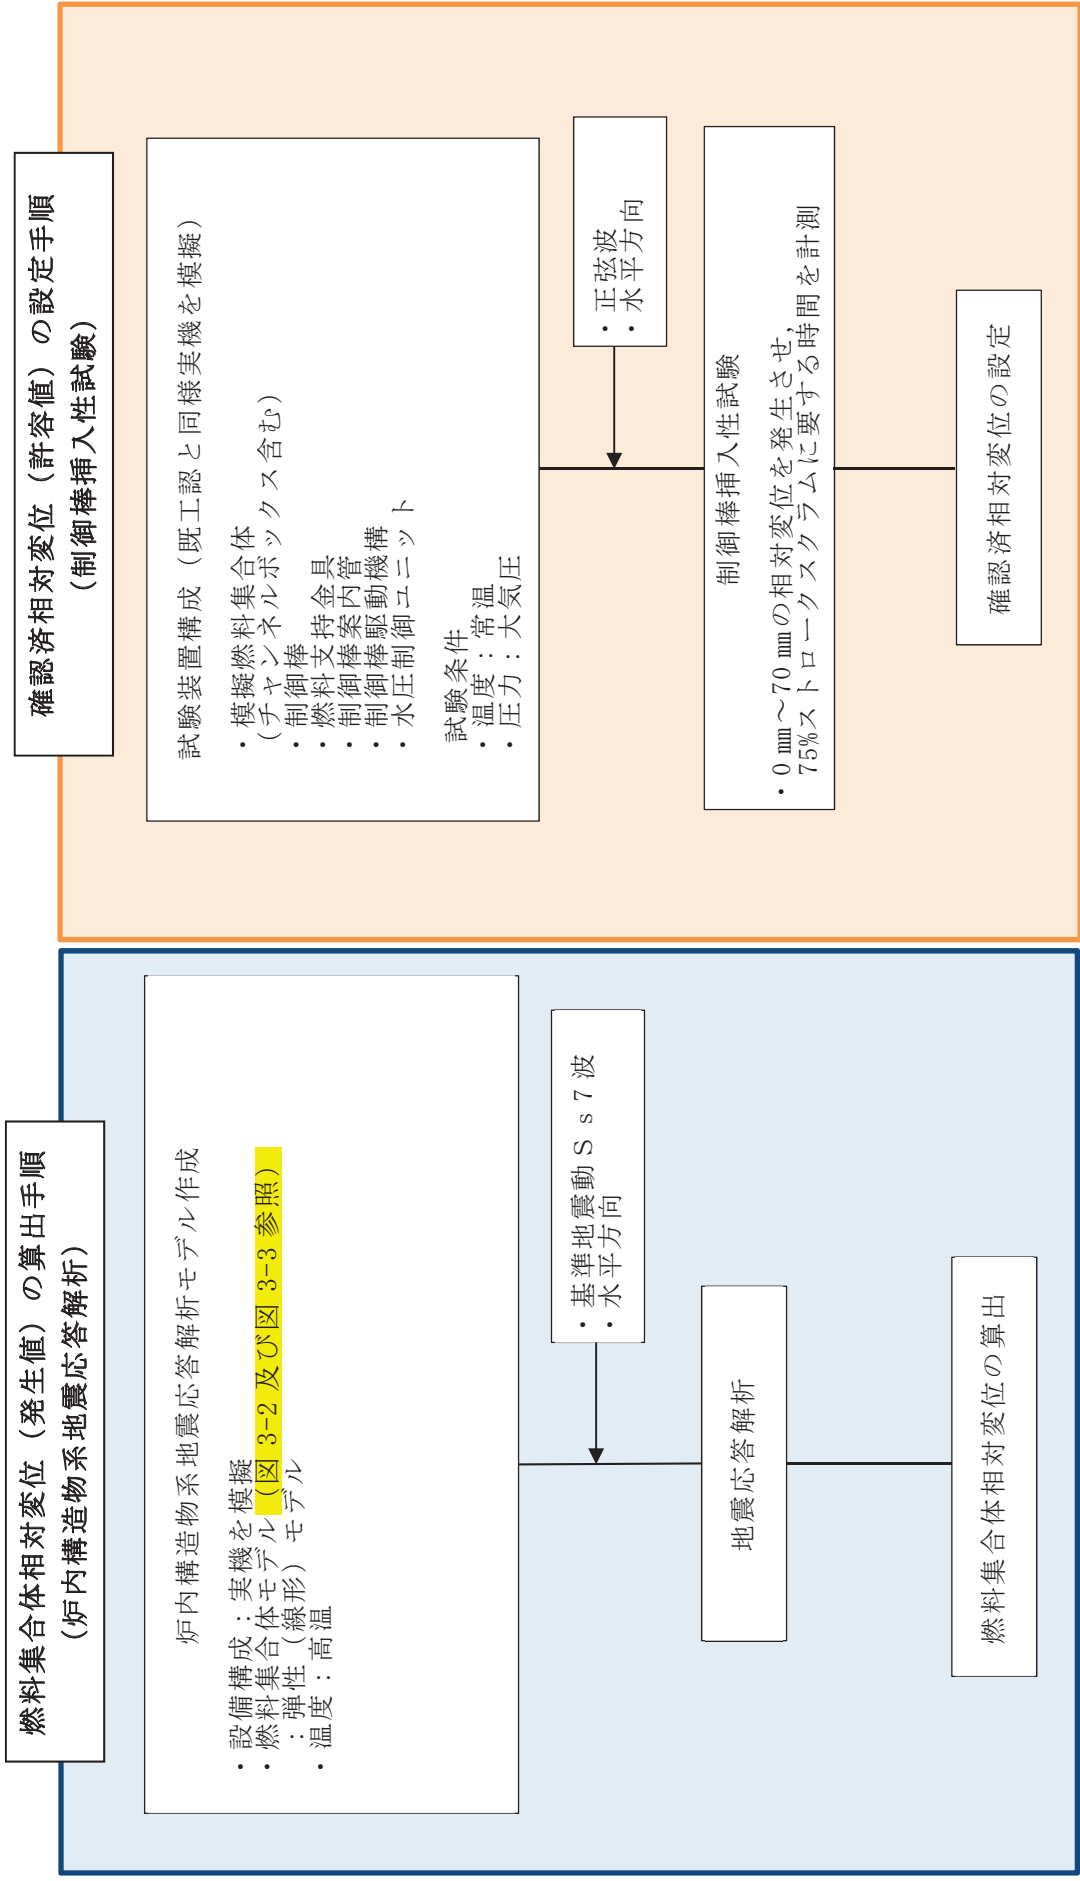 燃料集合体相対変位（発生値）の算出手順
（炉内構造物系地震応答解析）
炉内構造物系地震応答解析モデル作成
・設備構成：実機を模擬
・燃料集合体モデル（図 3-2 及び図 3-3 参照）
：弾性（線形）モデル
・温度：高温
・基準地震動Ｓｓ７波
・水平方向
地震応答解析
燃料集合体相対変位の算出
確認済相対変位（許容値）の設定手順
（制御棒挿入性試験）
試験装置構成（既工認と同様実機を模擬）
・模擬燃料集合体
（チャンネルボックス含む）
・制御棒
・燃料支持金具
・制御棒案内管
・制御棒駆動機構
・水圧制御ユニット
試験条件
・温度：常温
・圧力：大気圧
・正弦波
・水平方向
制御棒挿入性試験
・0 ㎜～70 ㎜の相対変位を発生させ，
75%ストロークスクラムに要する時間を計測
確認済相対変位の設定